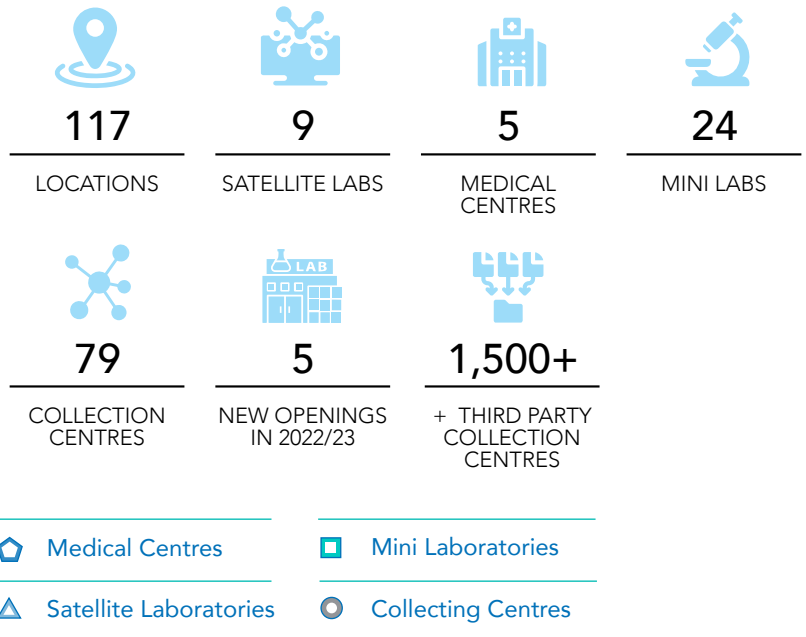 117
LOCATIONS
9
SATELLITE LABS
5
MEDICAL
CENTRES
24
MINI LABS
79
COLLECTION
CENTRES
LAB
5
NEW OPENINGS
IN 2022/23
1,500+
+ THIRD PARTY
COLLECTION
CENTRES
Medical Centres
Mini Laboratories
Satellite Laboratories
Collecting Centres